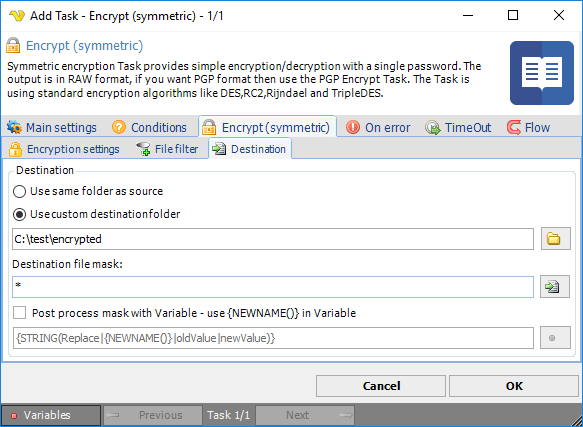 Add Task - Encrypt (symmetric) - 1/1
Encrypt (symmetric)
Symmetric encryption Task provides simple encryption/decryption with a single password. The
output is in RAW format, if you want PGP format then use the PGP Encrypt Task. The Task is
using standard encryption algorithms like DES,RC2,Rijndael and TripleDES.
Main settings Conditions Encrypt (symmetric) On error TimeOut Flow
Encryption settings File filter Destination
Destination
Use same folder as source
Use custom destination folder
C:\test\encrypted
Destination file mask:
*
Post process mask with Variable - use {NEWNAME()} in Variable
{STRING(Replace|{NEWNAME()}|oldValue|newValue)}
Cancel OK
Variables Previous Task 1/1 Next